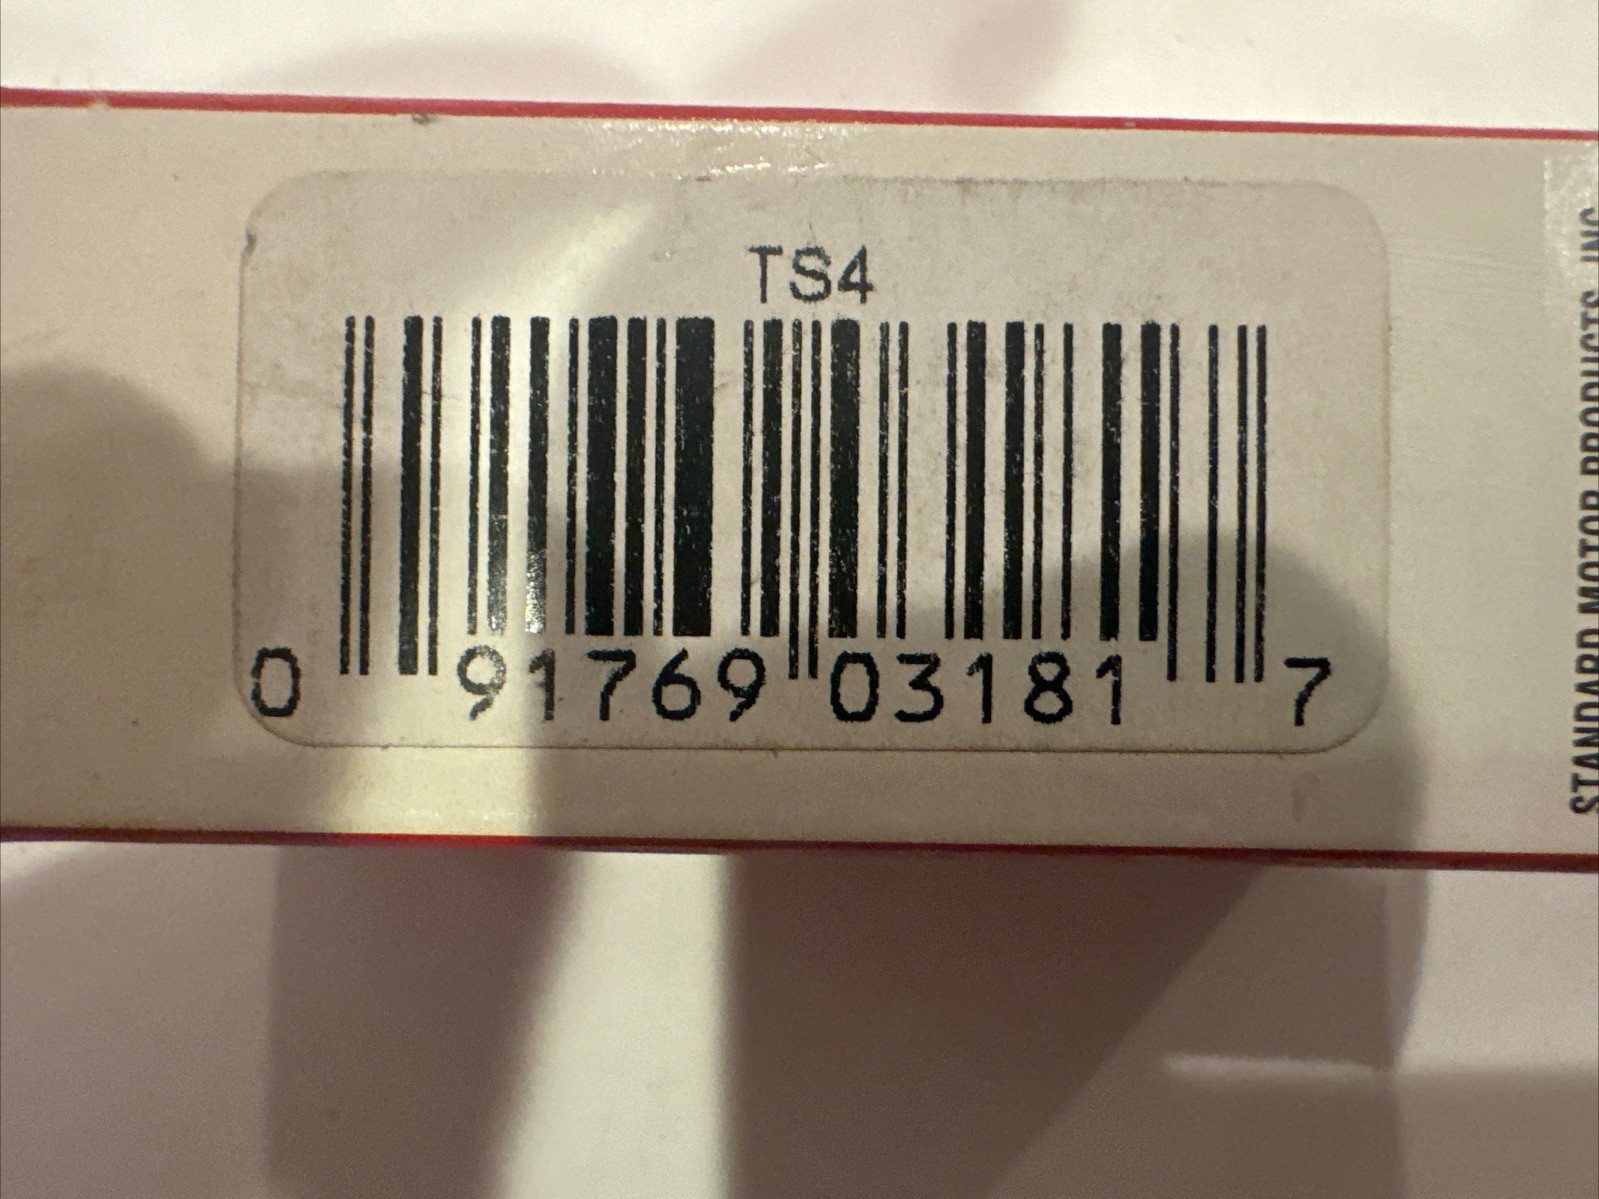 TS4
0 91769 03181 7
STANDARD MOTOR PRODUCTS, INC.